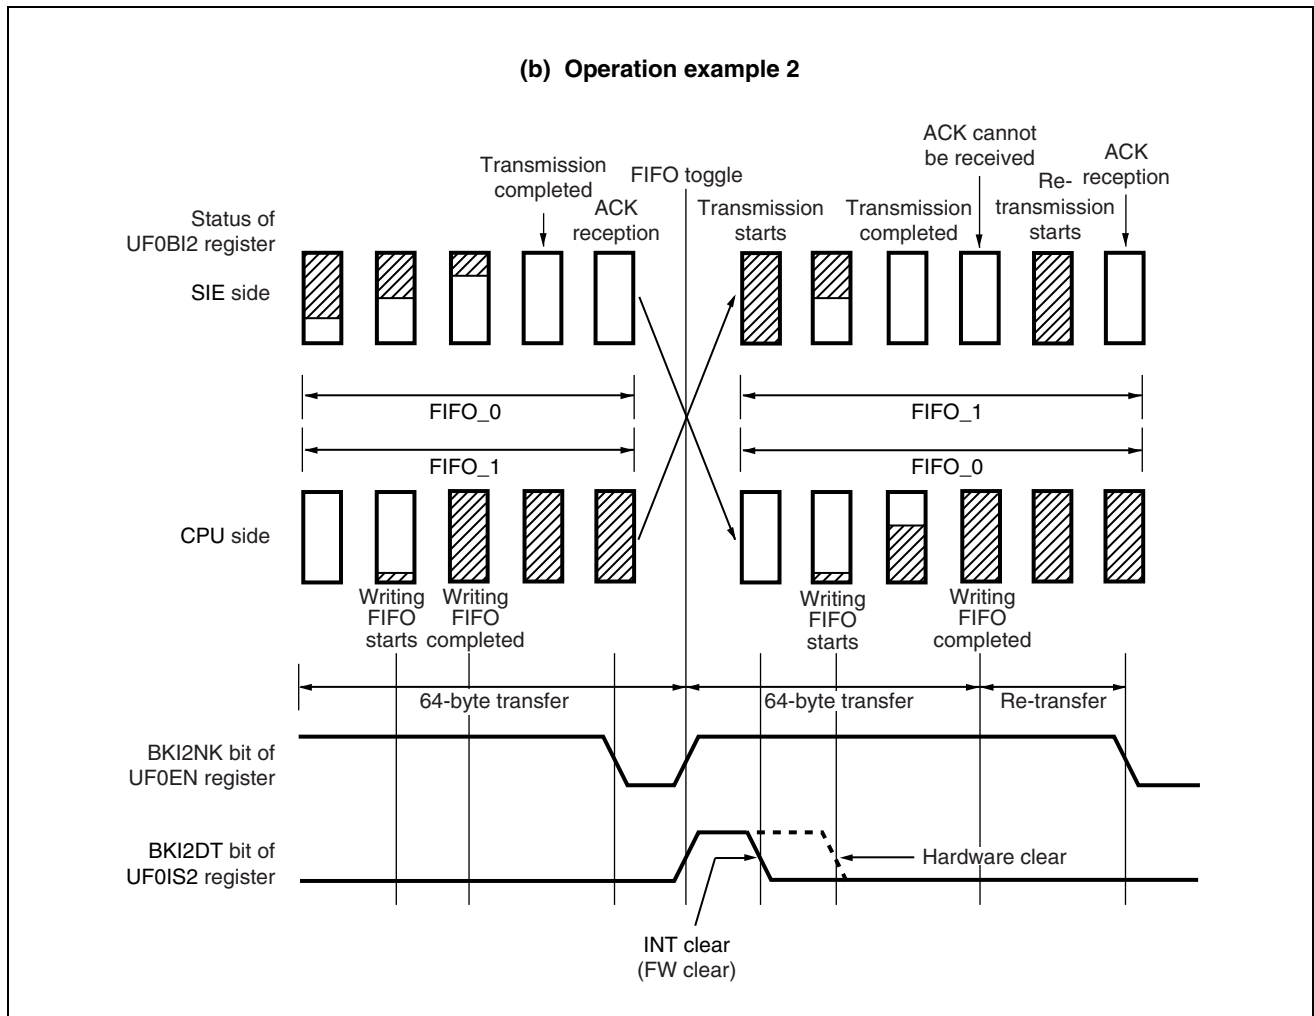 (b) Operation example 2
ACK cannot
be received
ACK
reception
Transmission
completed
FIFO toggle
Re-
transmission
starts
Status of
UF0BI2 register
ACK
reception
Transmission
starts
Transmission
completed
SIE side
FIFO_0
FIFO_1
FIFO_1
FIFO_0
CPU side
Writing
FIFO
starts
Writing
FIFO
completed
Writing
FIFO
starts
Writing
FIFO
completed
64-byte transfer
64-byte transfer
Re-transfer
BKI2NK bit of
UF0EN register
BKI2DT bit of
UF0IS2 register
Hardware clear
INT clear
(FW clear)